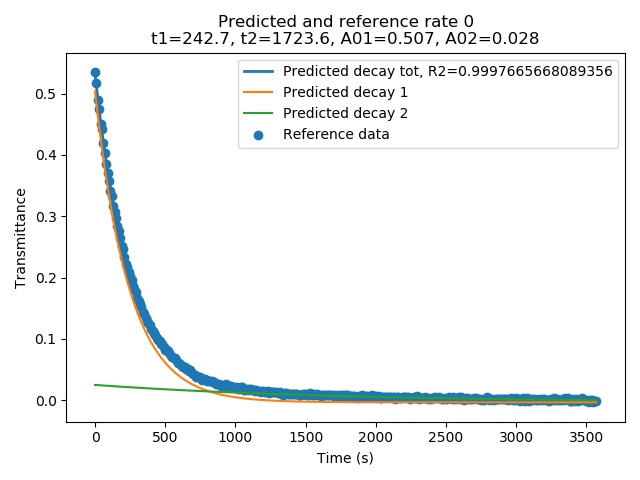 Predicted and reference rate 0
t1=242.7, t2=1723.6, A01=0.507, A02=0.028
Predicted decay tot, R2=0.9997665668089356
Predicted decay 1
Predicted decay 2
Reference data
Transmittance
0.5
0.4
0.3
0.2
0.1
0.0
0 500 1000 1500 2000 2500 3000 3500
Time (s)